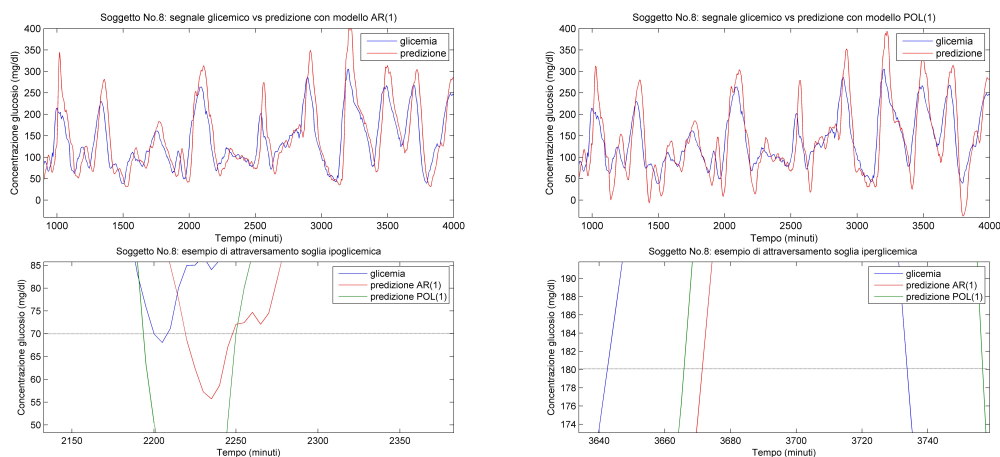 Soggetto No.8: segnale glicemico vs predizione con modello AR(1)
Concentrazione glucosio (mg/dl)
400
350
300
250
200
150
100
50
0
glicemia
predizione
1000 1500 2000 2500 3000 3500 4000
Tempo (minuti)
Soggetto No.8: segnale glicemico vs predizione con modello POL(1)
Concentrazione glucosio (mg/dl)
400
350
300
250
200
150
100
50
0
glicemia
predizione
1000 1500 2000 2500 3000 3500 4000
Tempo (minuti)
Soggetto No.8: esempio di attraversamento soglia ipoglicemica
Concentrazione glucosio (mg/dl)
85
80
75
70
65
60
55
50
glicemia
predizione AR(1)
predizione POL(1)
2150 2200 2250 2300 2350
Tempo (minuti)
Soggetto No.8: esempio di attraversamento soglia iperglicemica
Concentrazione glucosio (mg/dl)
190
188
186
184
182
180
178
176
174
glicemia
predizione AR(1)
predizione POL(1)
3640 3660 3680 3700 3720 3740
Tempo (minuti)